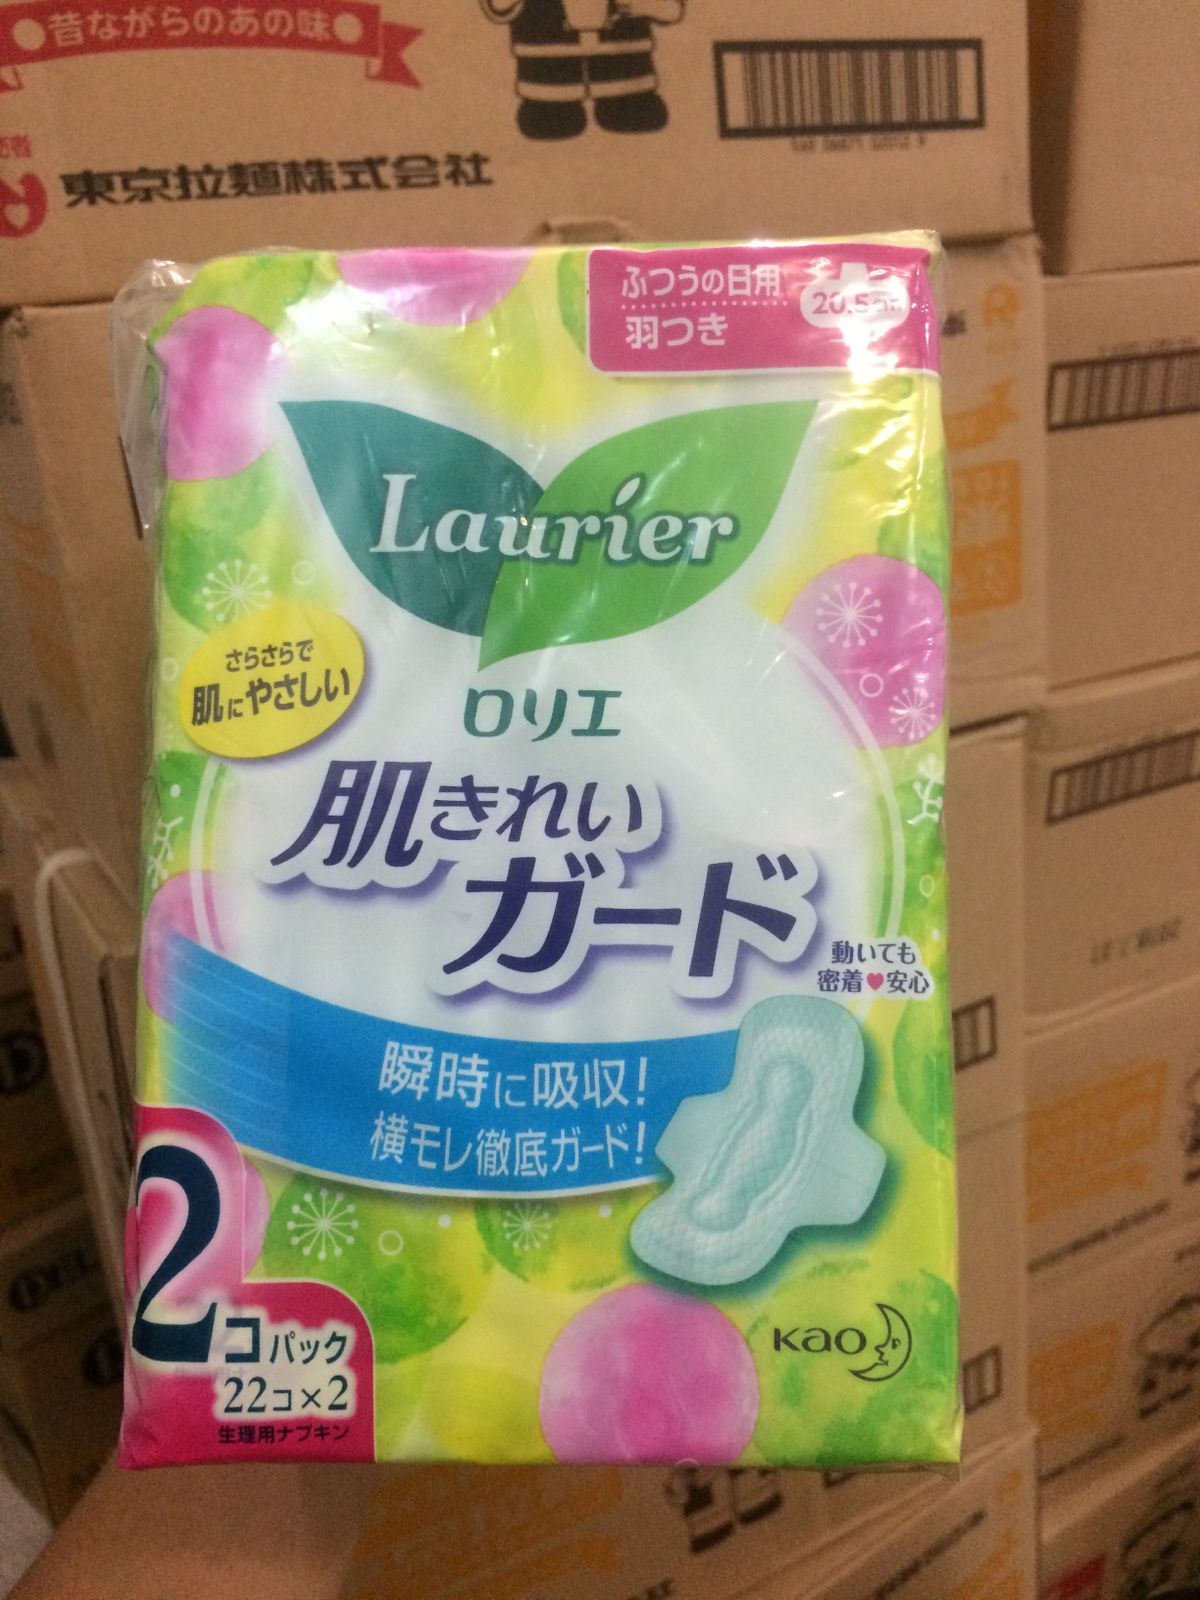 ●昔ながらのあの味●
東京拉麺株式会社
ふつうの日用
羽つき
20.5cm
Laurier
さらさらで
肌にやさしい
ロリエ
肌きれい
ガード
動いても
密着♥安心
瞬時に吸収!
横モレ徹底ガード!
2コパック
22コ×2
生理用ナプキン
Kao